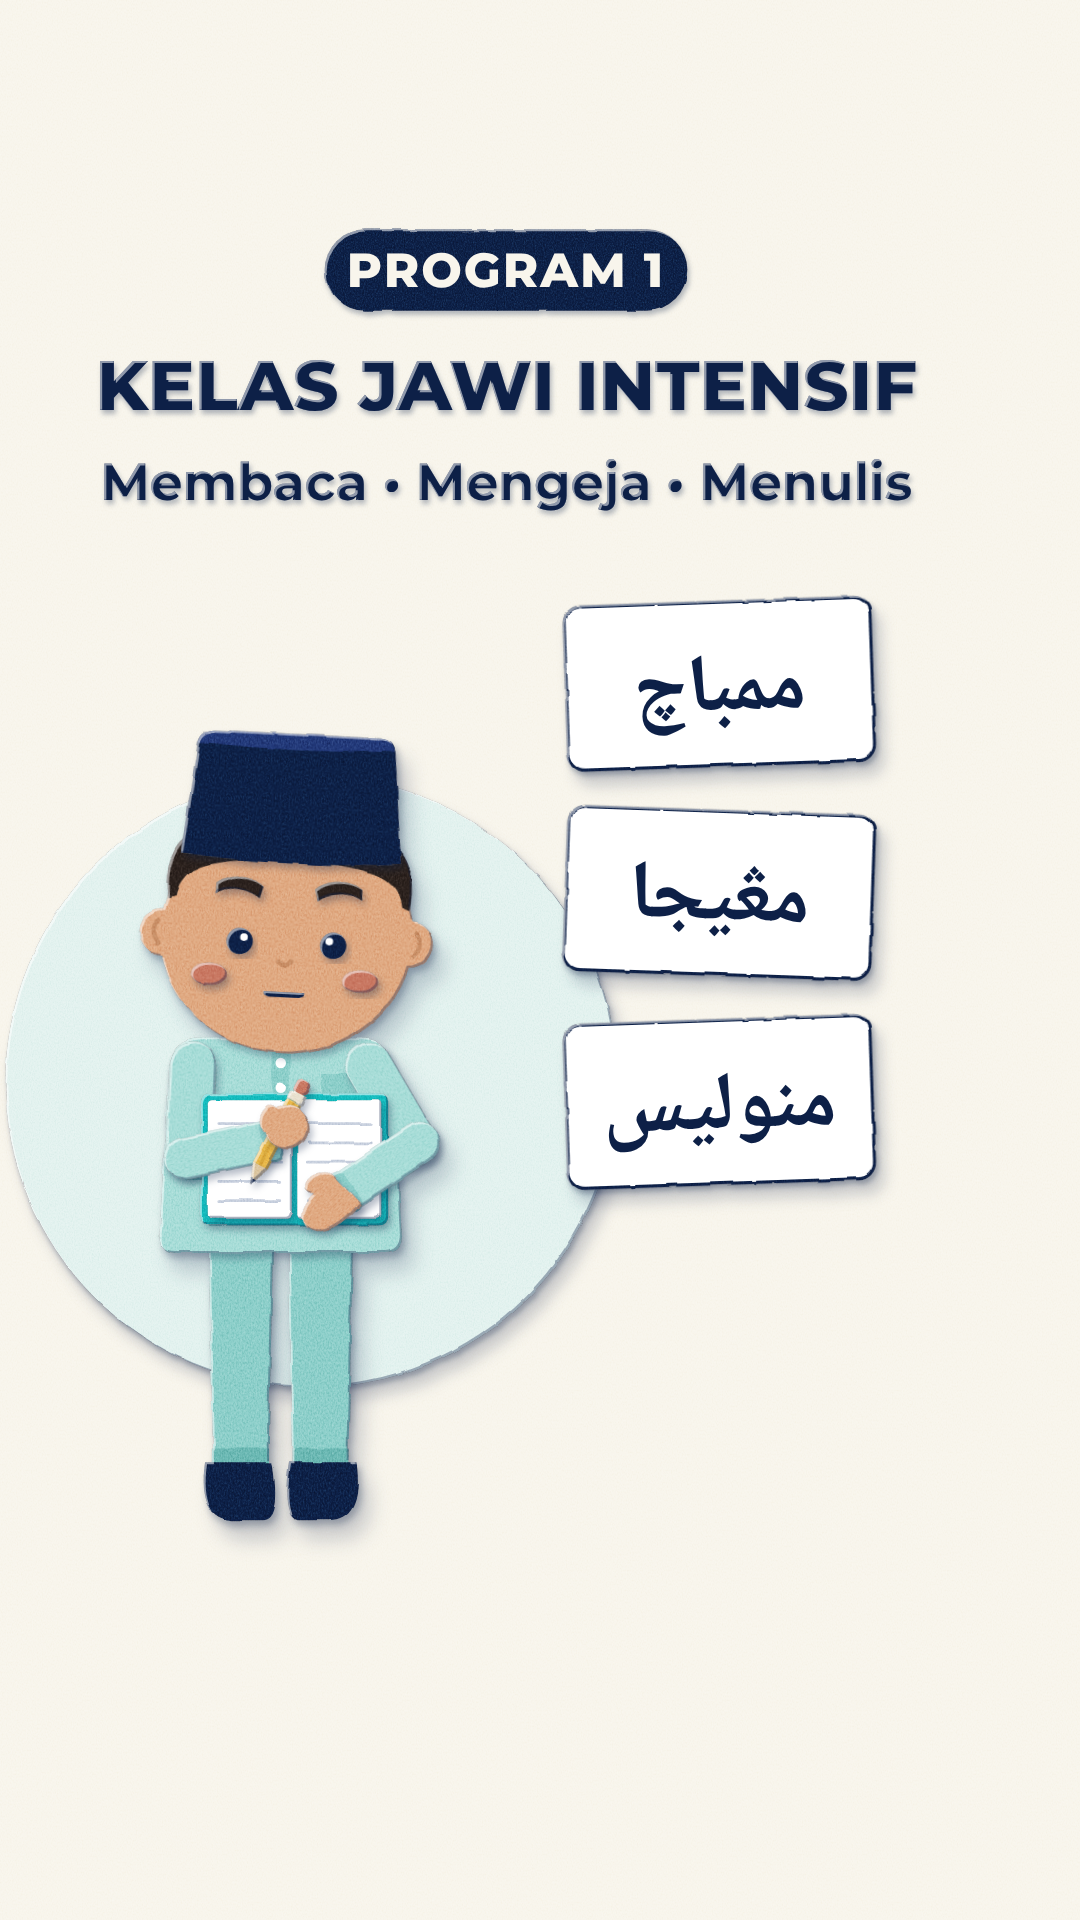 PROGRAM 1
KELAS JAWI INTENSIF
Membaca • Mengeja • Menulis
ممباچ
مڠيجا
منوليس